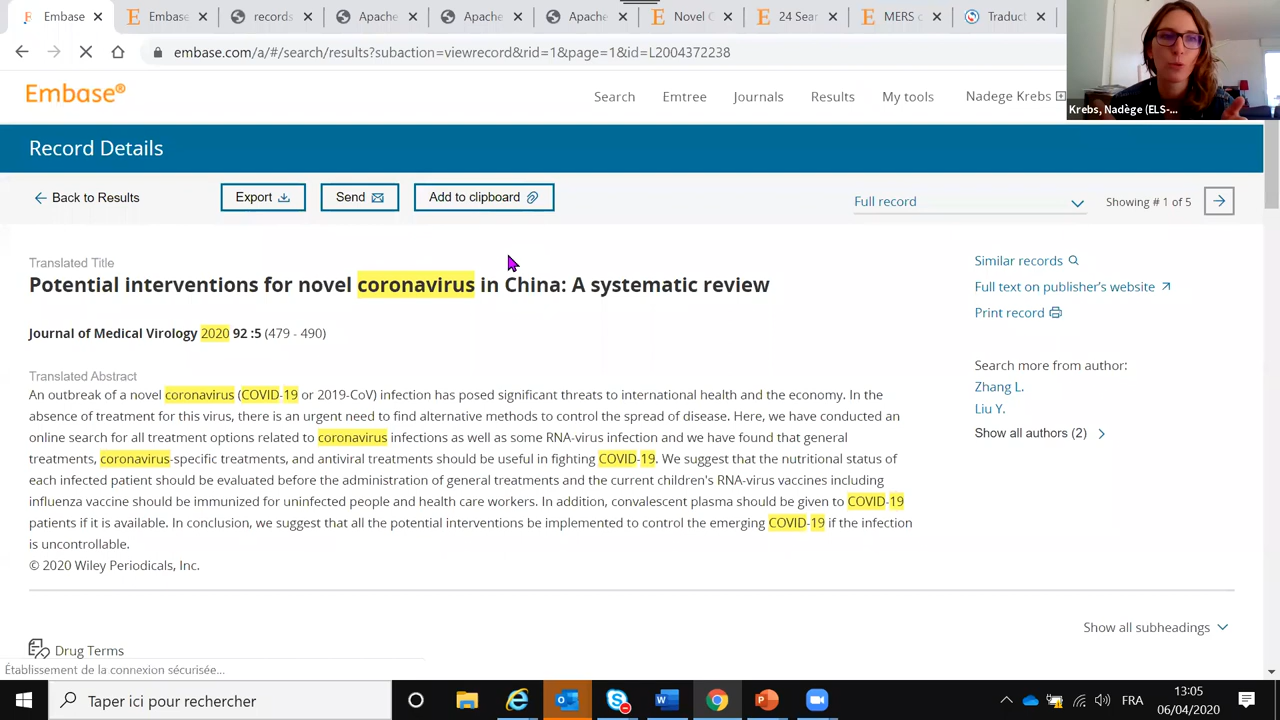 Embase
Embase
records
Apache
Apache
Apache
Novel C
24 Sear
MERS c
Traduct
embase.com/a/#/search/results?subaction=viewrecord&rid=1&page=1&id=L2004372238
Embase®
Search
Emtree
Journals
Results
My tools
Nadege Krebs
Krebs, Nadège (ELS-...
Record Details
Back to Results
Export
Send
Add to clipboard
Full record
Showing # 1 of 5
Translated Title
Potential interventions for novel coronavirus in China: A systematic review
Journal of Medical Virology 2020 92 :5 (479 - 490)
Translated Abstract
An outbreak of a novel coronavirus (COVID-19 or 2019-CoV) infection has posed significant threats to international health and the economy. In the
absence of treatment for this virus, there is an urgent need to find alternative methods to control the spread of disease. Here, we have conducted an
online search for all treatment options related to coronavirus infections as well as some RNA-virus infection and we have found that general
treatments, coronavirus-specific treatments, and antiviral treatments should be useful in fighting COVID-19. We suggest that the nutritional status of
each infected patient should be evaluated before the administration of general treatments and the current children's RNA-virus vaccines including
influenza vaccine should be immunized for uninfected people and health care workers. In addition, convalescent plasma should be given to COVID-19
patients if it is available. In conclusion, we suggest that all the potential interventions be implemented to control the emerging COVID-19 if the infection
is uncontrollable.
© 2020 Wiley Periodicals, Inc.
Similar records
Full text on publisher's website
Print record
Search more from author:
Zhang L.
Liu Y.
Show all authors (2)
Show all subheadings
Drug Terms
Établissement de la connexion sécurisée...
Taper ici pour rechercher
FRA
13:05
06/04/2020